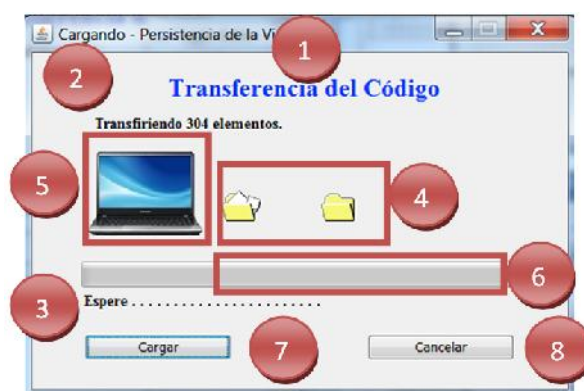 Cargando - Persistencia de la Vi
1
2
Transferencia del Código
Transfiriendo 304 elementos.
5
4
6
3
Espere . . . . . . . . . . . . . . . . . . . . . . .
Cargar
7
Cancelar
8